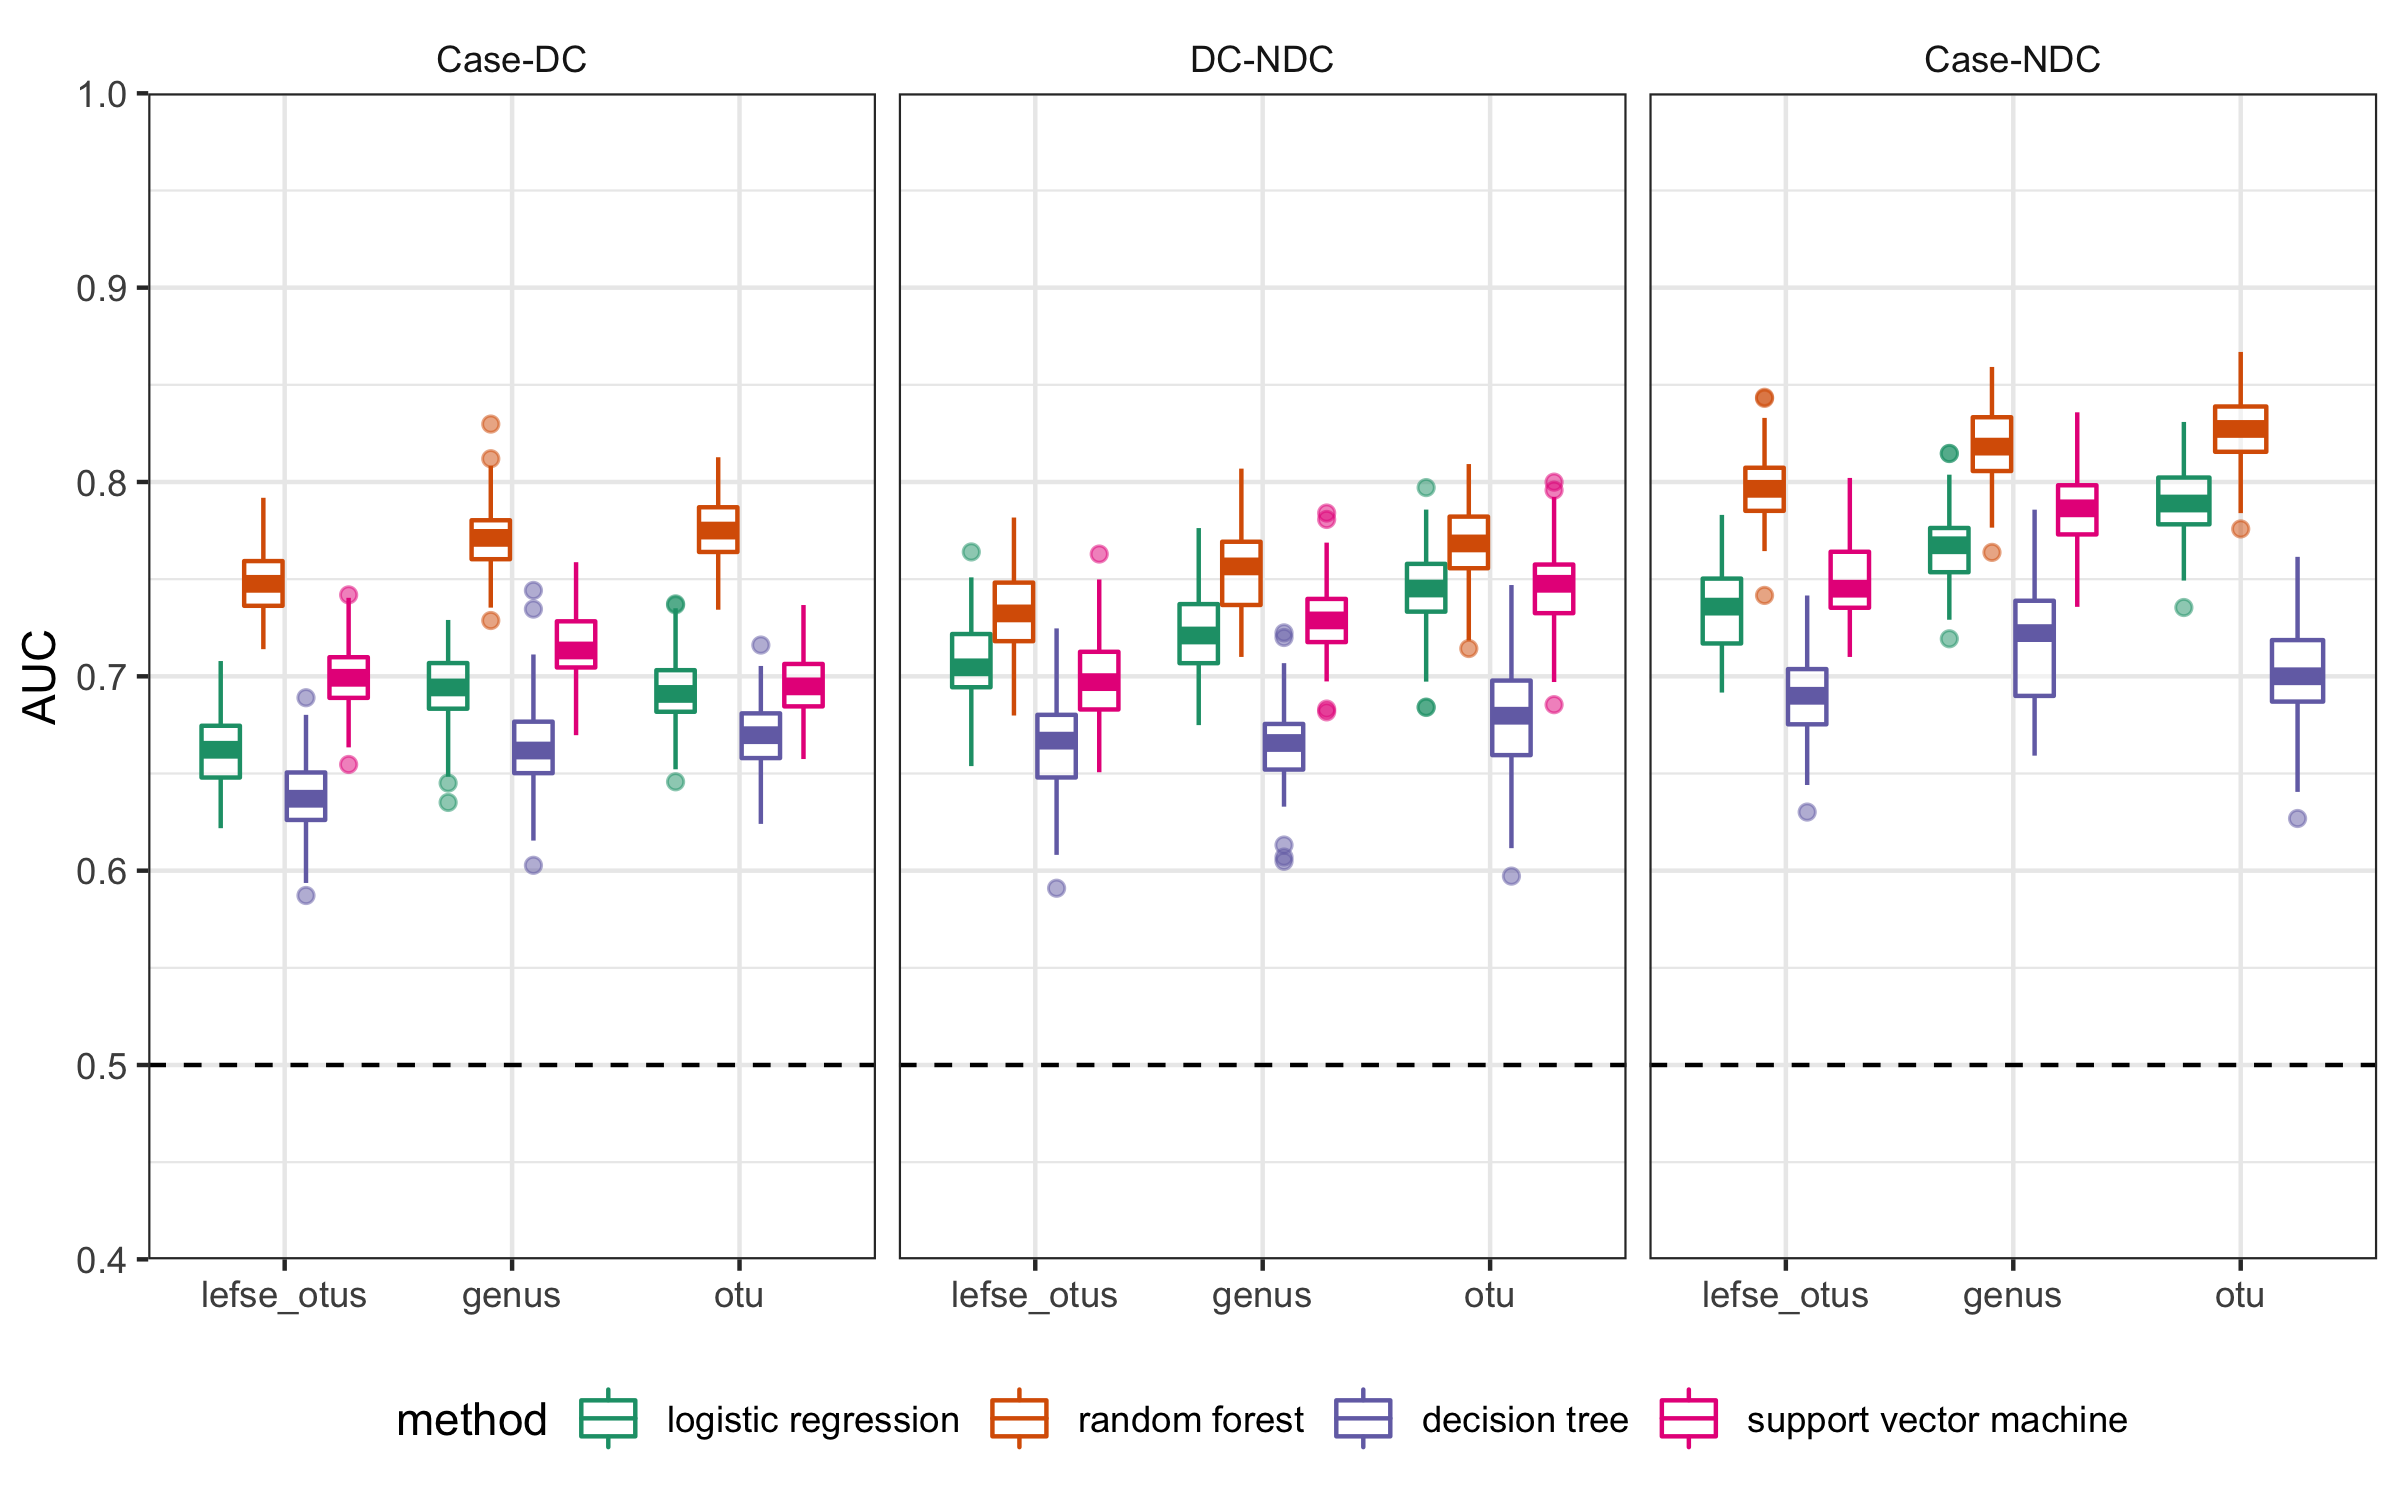 Case-DC DC-NDC Case-NDC
1.0
0.9
0.8
0.7
0.6
0.5
0.4
AUC
lefse_otus genus otu lefse_otus genus otu lefse_otus genus otu
method logistic regression random forest decision tree support vector machine